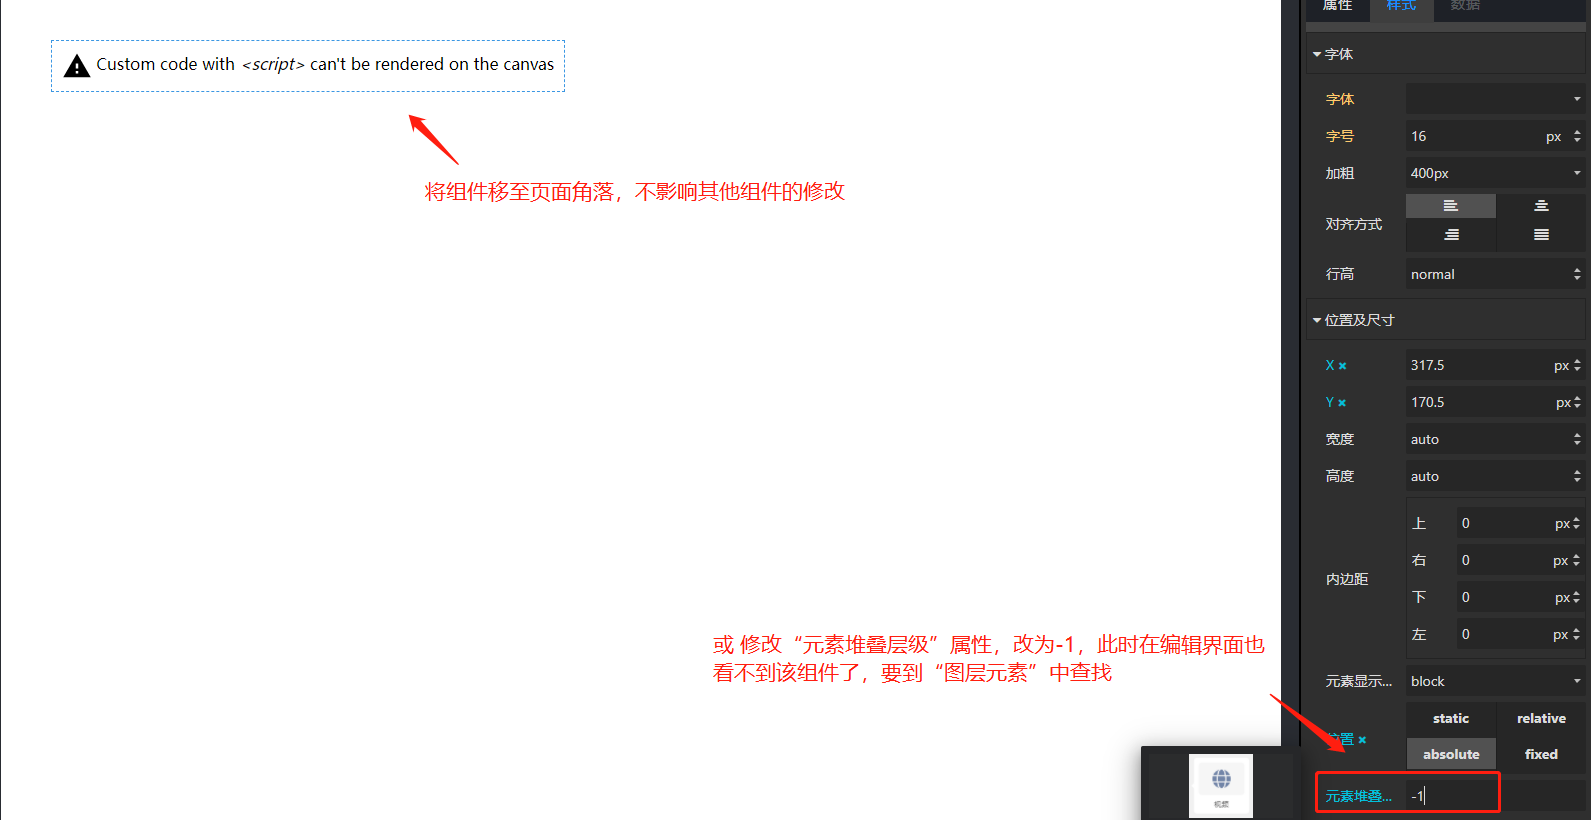 属性 样式 数据
Custom code with <script> can't be rendered on the canvas
将组件移至页面角落，不影响其他组件的修改
字体
字体
字号 16 px
加粗 400px
对齐方式
行高 normal
位置及尺寸
X 317.5 px
Y 170.5 px
宽度 auto
高度 auto
内边距
上 0 px
右 0 px
下 0 px
左 0 px
或 修改“元素堆叠层级”属性，改为-1，此时在编辑界面也
看不到该组件了，要到“图层元素”中查找
元素显示... block
位置
static relative
absolute fixed
元素堆叠... -1
视频